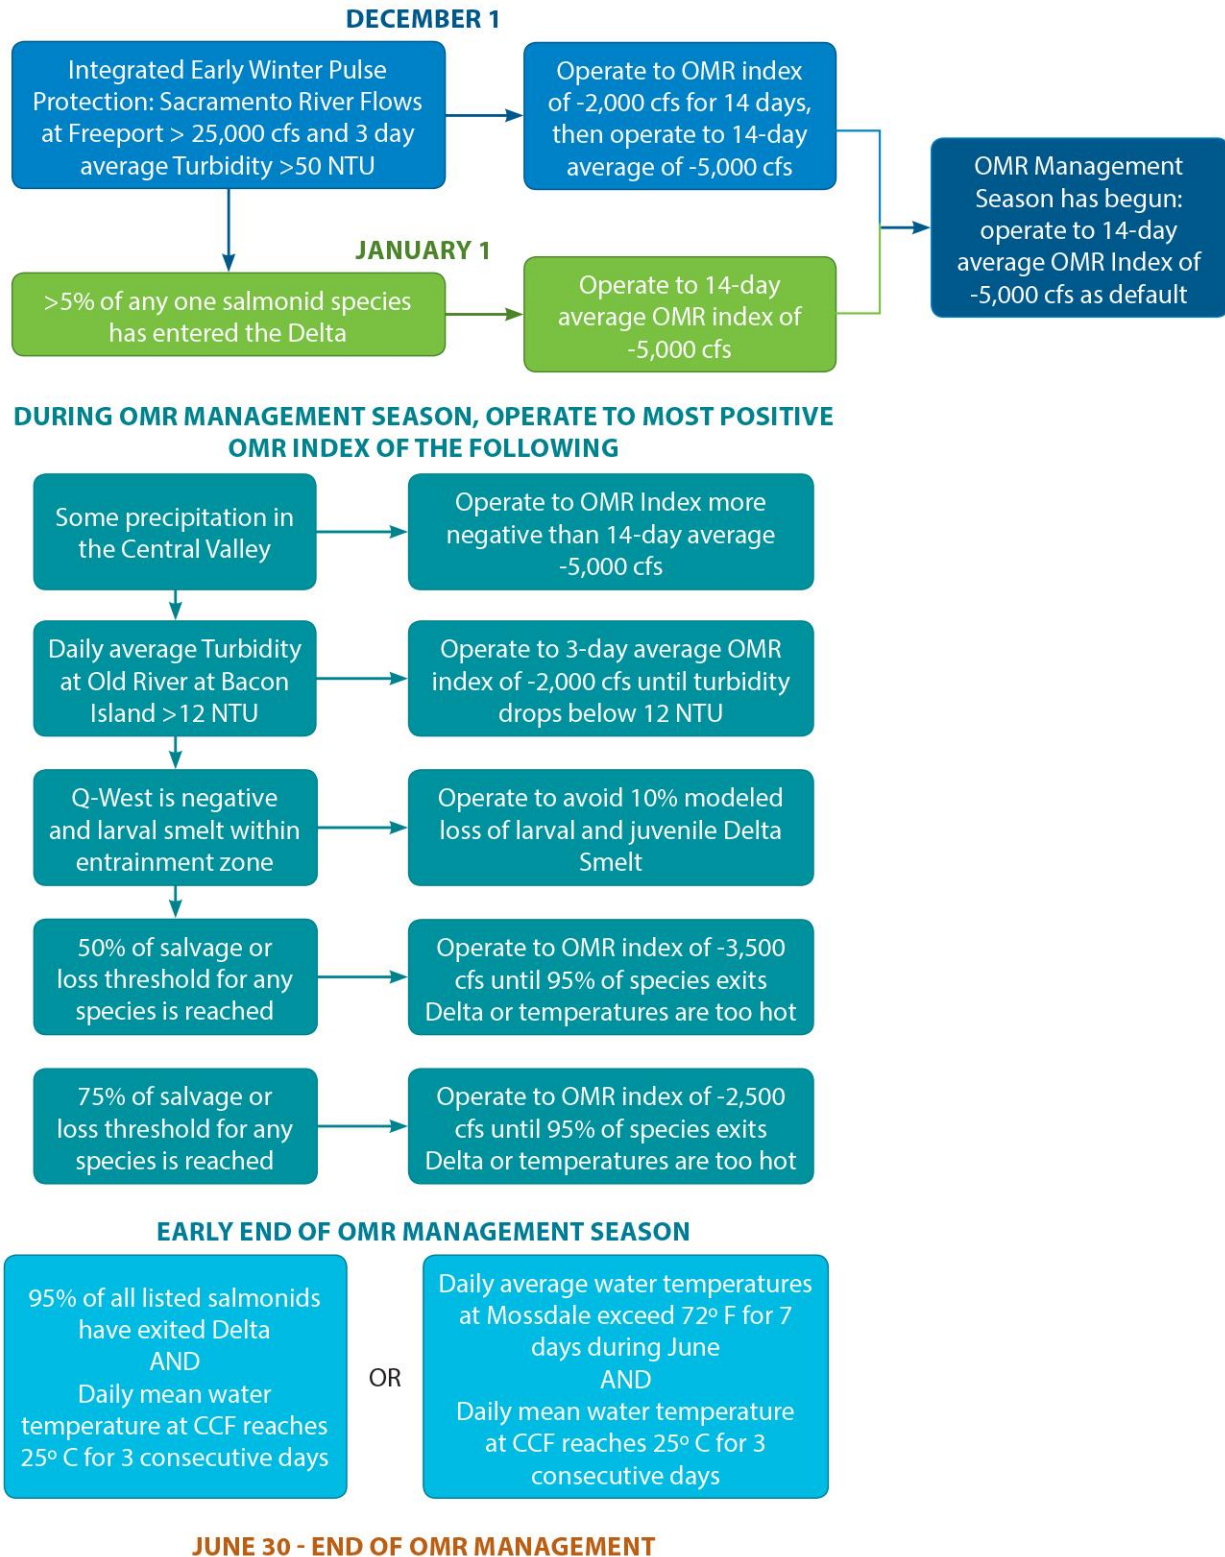 DECEMBER 1
Integrated Early Winter Pulse
Protection: Sacramento River Flows
at Freeport > 25,000 cfs and 3 day
average Turbidity >50 NTU
Operate to OMR index
of -2,000 cfs for 14 days,
then operate to 14-day
average of -5,000 cfs
OMR Management
Season has begun:
operate to 14-day
average OMR Index of
-5,000 cfs as default
JANUARY 1
>5% of any one salmonid species
has entered the Delta
Operate to 14-day
average OMR index of
-5,000 cfs
DURING OMR MANAGEMENT SEASON, OPERATE TO MOST POSITIVE
OMR INDEX OF THE FOLLOWING
Some precipitation in
the Central Valley
Operate to OMR Index more
negative than 14-day average
-5,000 cfs
Daily average Turbidity
at Old River at Bacon
Island >12 NTU
Operate to 3-day average OMR
index of -2,000 cfs until turbidity
drops below 12 NTU
Q-West is negative
and larval smelt within
entrainment zone
Operate to avoid 10% modeled
loss of larval and juvenile Delta
Smelt
50% of salvage or
loss threshold for any
species is reached
Operate to OMR index of -3,500
cfs until 95% of species exits
Delta or temperatures are too hot
75% of salvage or
loss threshold for any
species is reached
Operate to OMR index of -2,500
cfs until 95% of species exits
Delta or temperatures are too hot
EARLY END OF OMR MANAGEMENT SEASON
95% of all listed salmonids
have exited Delta
AND
Daily mean water
temperature at CCF reaches
25º C for 3 consecutive days
OR
Daily average water temperatures
at Mossdale exceed 72º F for 7
days during June
AND
Daily mean water temperature
at CCF reaches 25º C for 3
consecutive days
JUNE 30 - END OF OMR MANAGEMENT